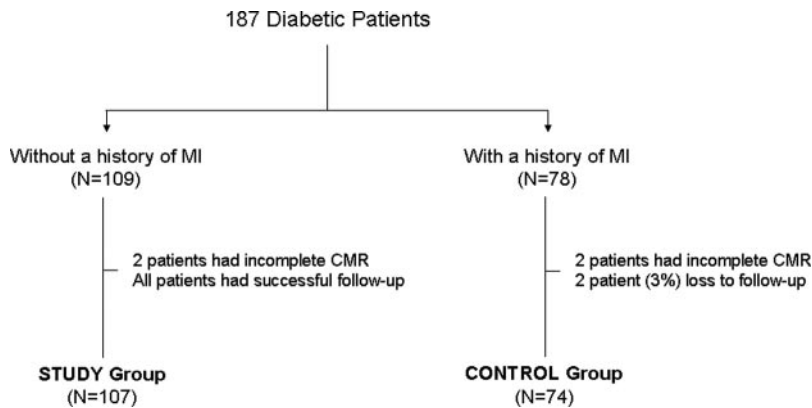 187 Diabetic Patients
Without a history of MI
(N=109)
With a history of MI
(N=78)
2 patients had incomplete CMR
All patients had successful follow-up
2 patients had incomplete CMR
2 patient (3%) loss to follow-up
STUDY Group
(N=107)
CONTROL Group
(N=74)